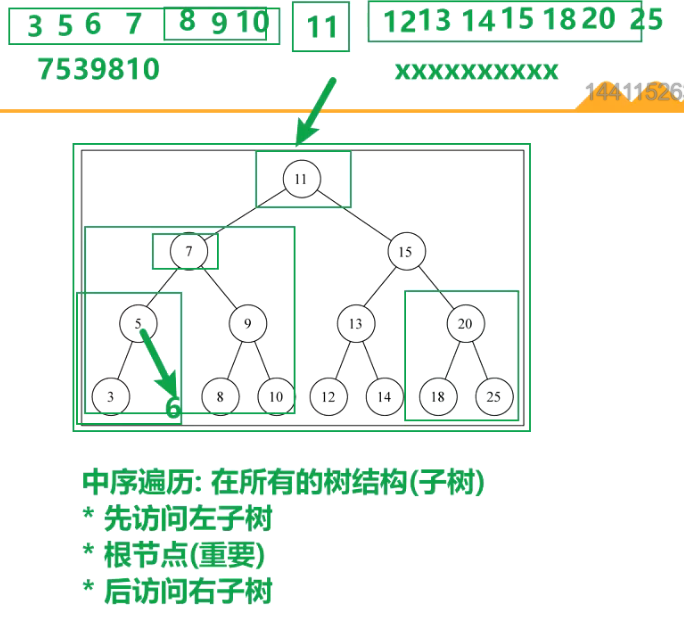 3 5 6 7 8 9 10 11 1213 14 15 18 20 25
7539810 xxxxxxxxxx
11
7 15
5 9 13 20
3 6 8 10 12 14 18 25
中序遍历: 在所有的树结构(子树)
* 先访问左子树
* 根节点(重要)
* 后访问右子树